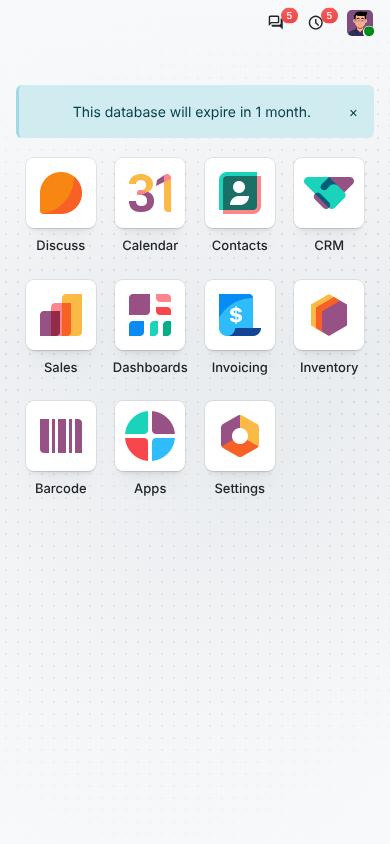 5 5
This database will expire in 1 month. ×
31
Discuss Calendar Contacts CRM
$
Sales Dashboards Invoicing Inventory
Barcode Apps Settings